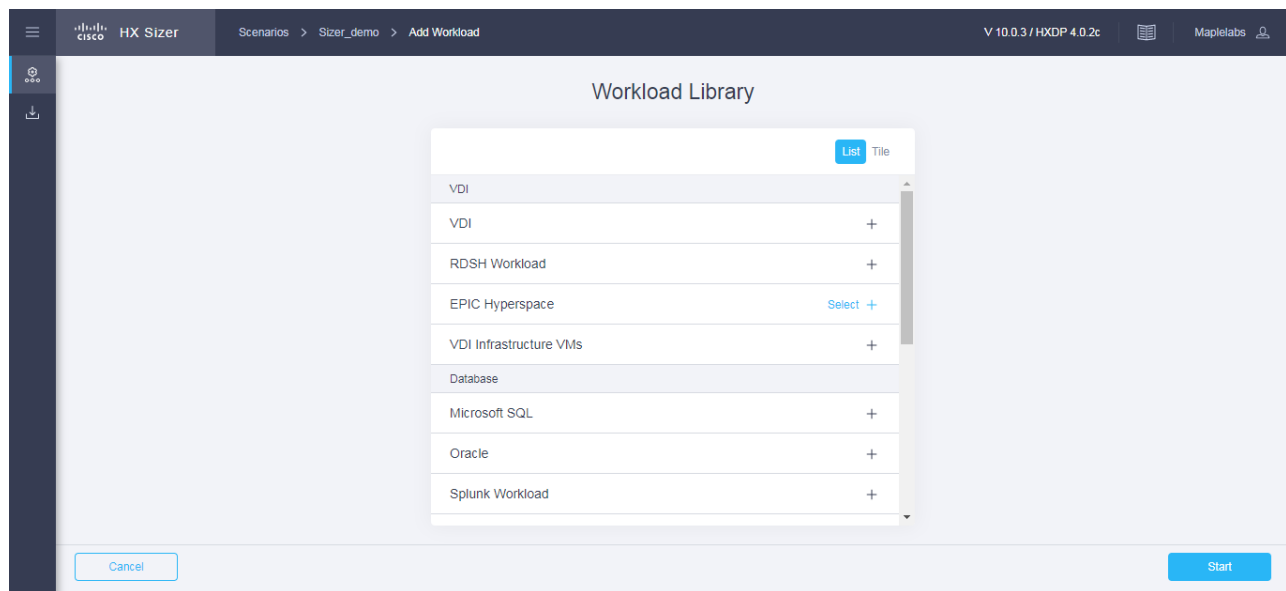 cisco HX Sizer Scenarios > Sizer_demo > Add Workload V 10.0.3 / HXDP 4.0.2c Maplelabs
Workload Library
List Tile
VDI
VDI +
RDSH Workload +
EPIC Hyperspace Select +
VDI Infrastructure VMs +
Database
Microsoft SQL +
Oracle +
Splunk Workload +
Cancel Start